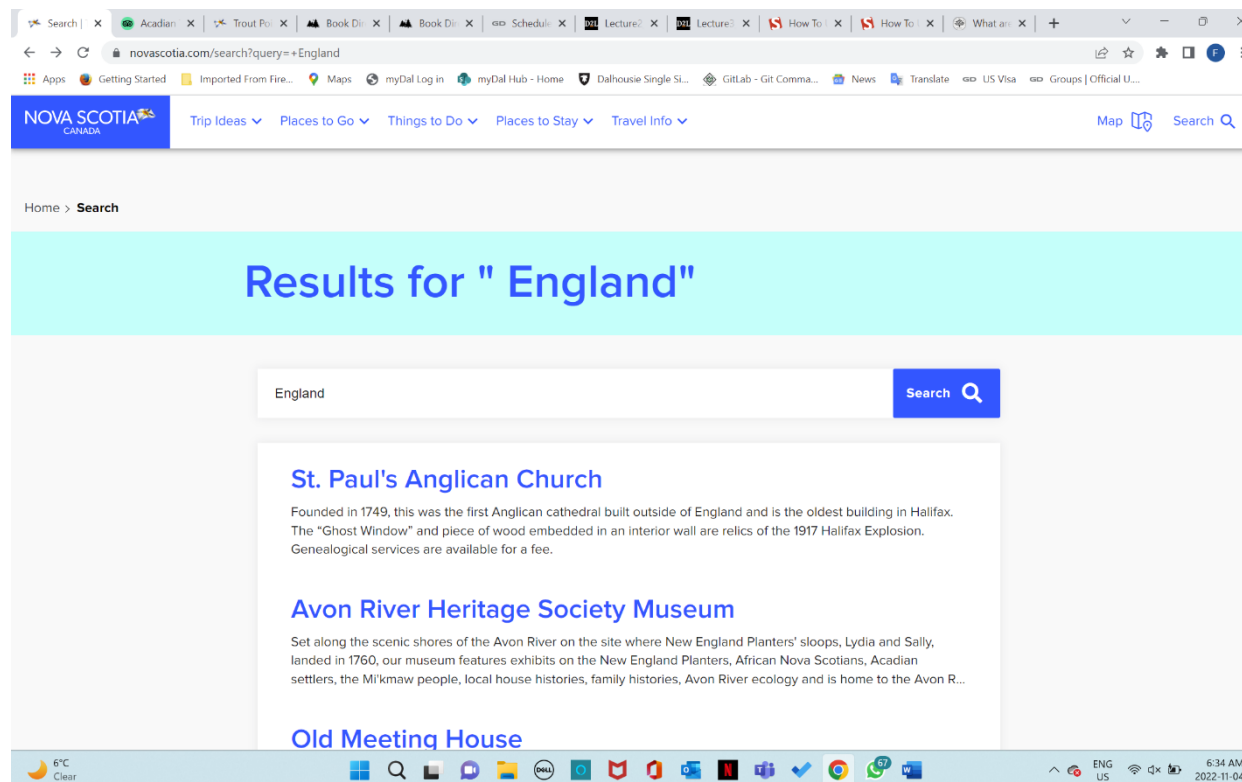 Search |
Acadian
Trout Po
Book Di
Book Di
Schedule
D2L Lecture2
D2L Lecture3
How To
How To
What are
novascotia.com/search?query=+England
F
Apps
Getting Started
Imported From Fire...
Maps
myDal Log in
myDal Hub - Home
Dalhousie Single Si...
GitLab - Git Comma...
News
Translate
GD US Visa
GD Groups | Official U....
NOVA SCOTIA
CANADA
Trip Ideas
Places to Go
Things to Do
Places to Stay
Travel Info
Map
Search
Home > Search
Results for " England"
England
Search
St. Paul's Anglican Church
Founded in 1749, this was the first Anglican cathedral built outside of England and is the oldest building in Halifax.
The “Ghost Window” and piece of wood embedded in an interior wall are relics of the 1917 Halifax Explosion.
Genealogical services are available for a fee.
Avon River Heritage Society Museum
Set along the scenic shores of the Avon River on the site where New England Planters' sloops, Lydia and Sally,
landed in 1760, our museum features exhibits on the New England Planters, African Nova Scotians, Acadian
settlers, the Mi'kmaw people, local house histories, family histories, Avon River ecology and is home to the Avon R...
Old Meeting House
6°C
Clear
DELL
67
ENG
US
6:34 AM
2022-11-04